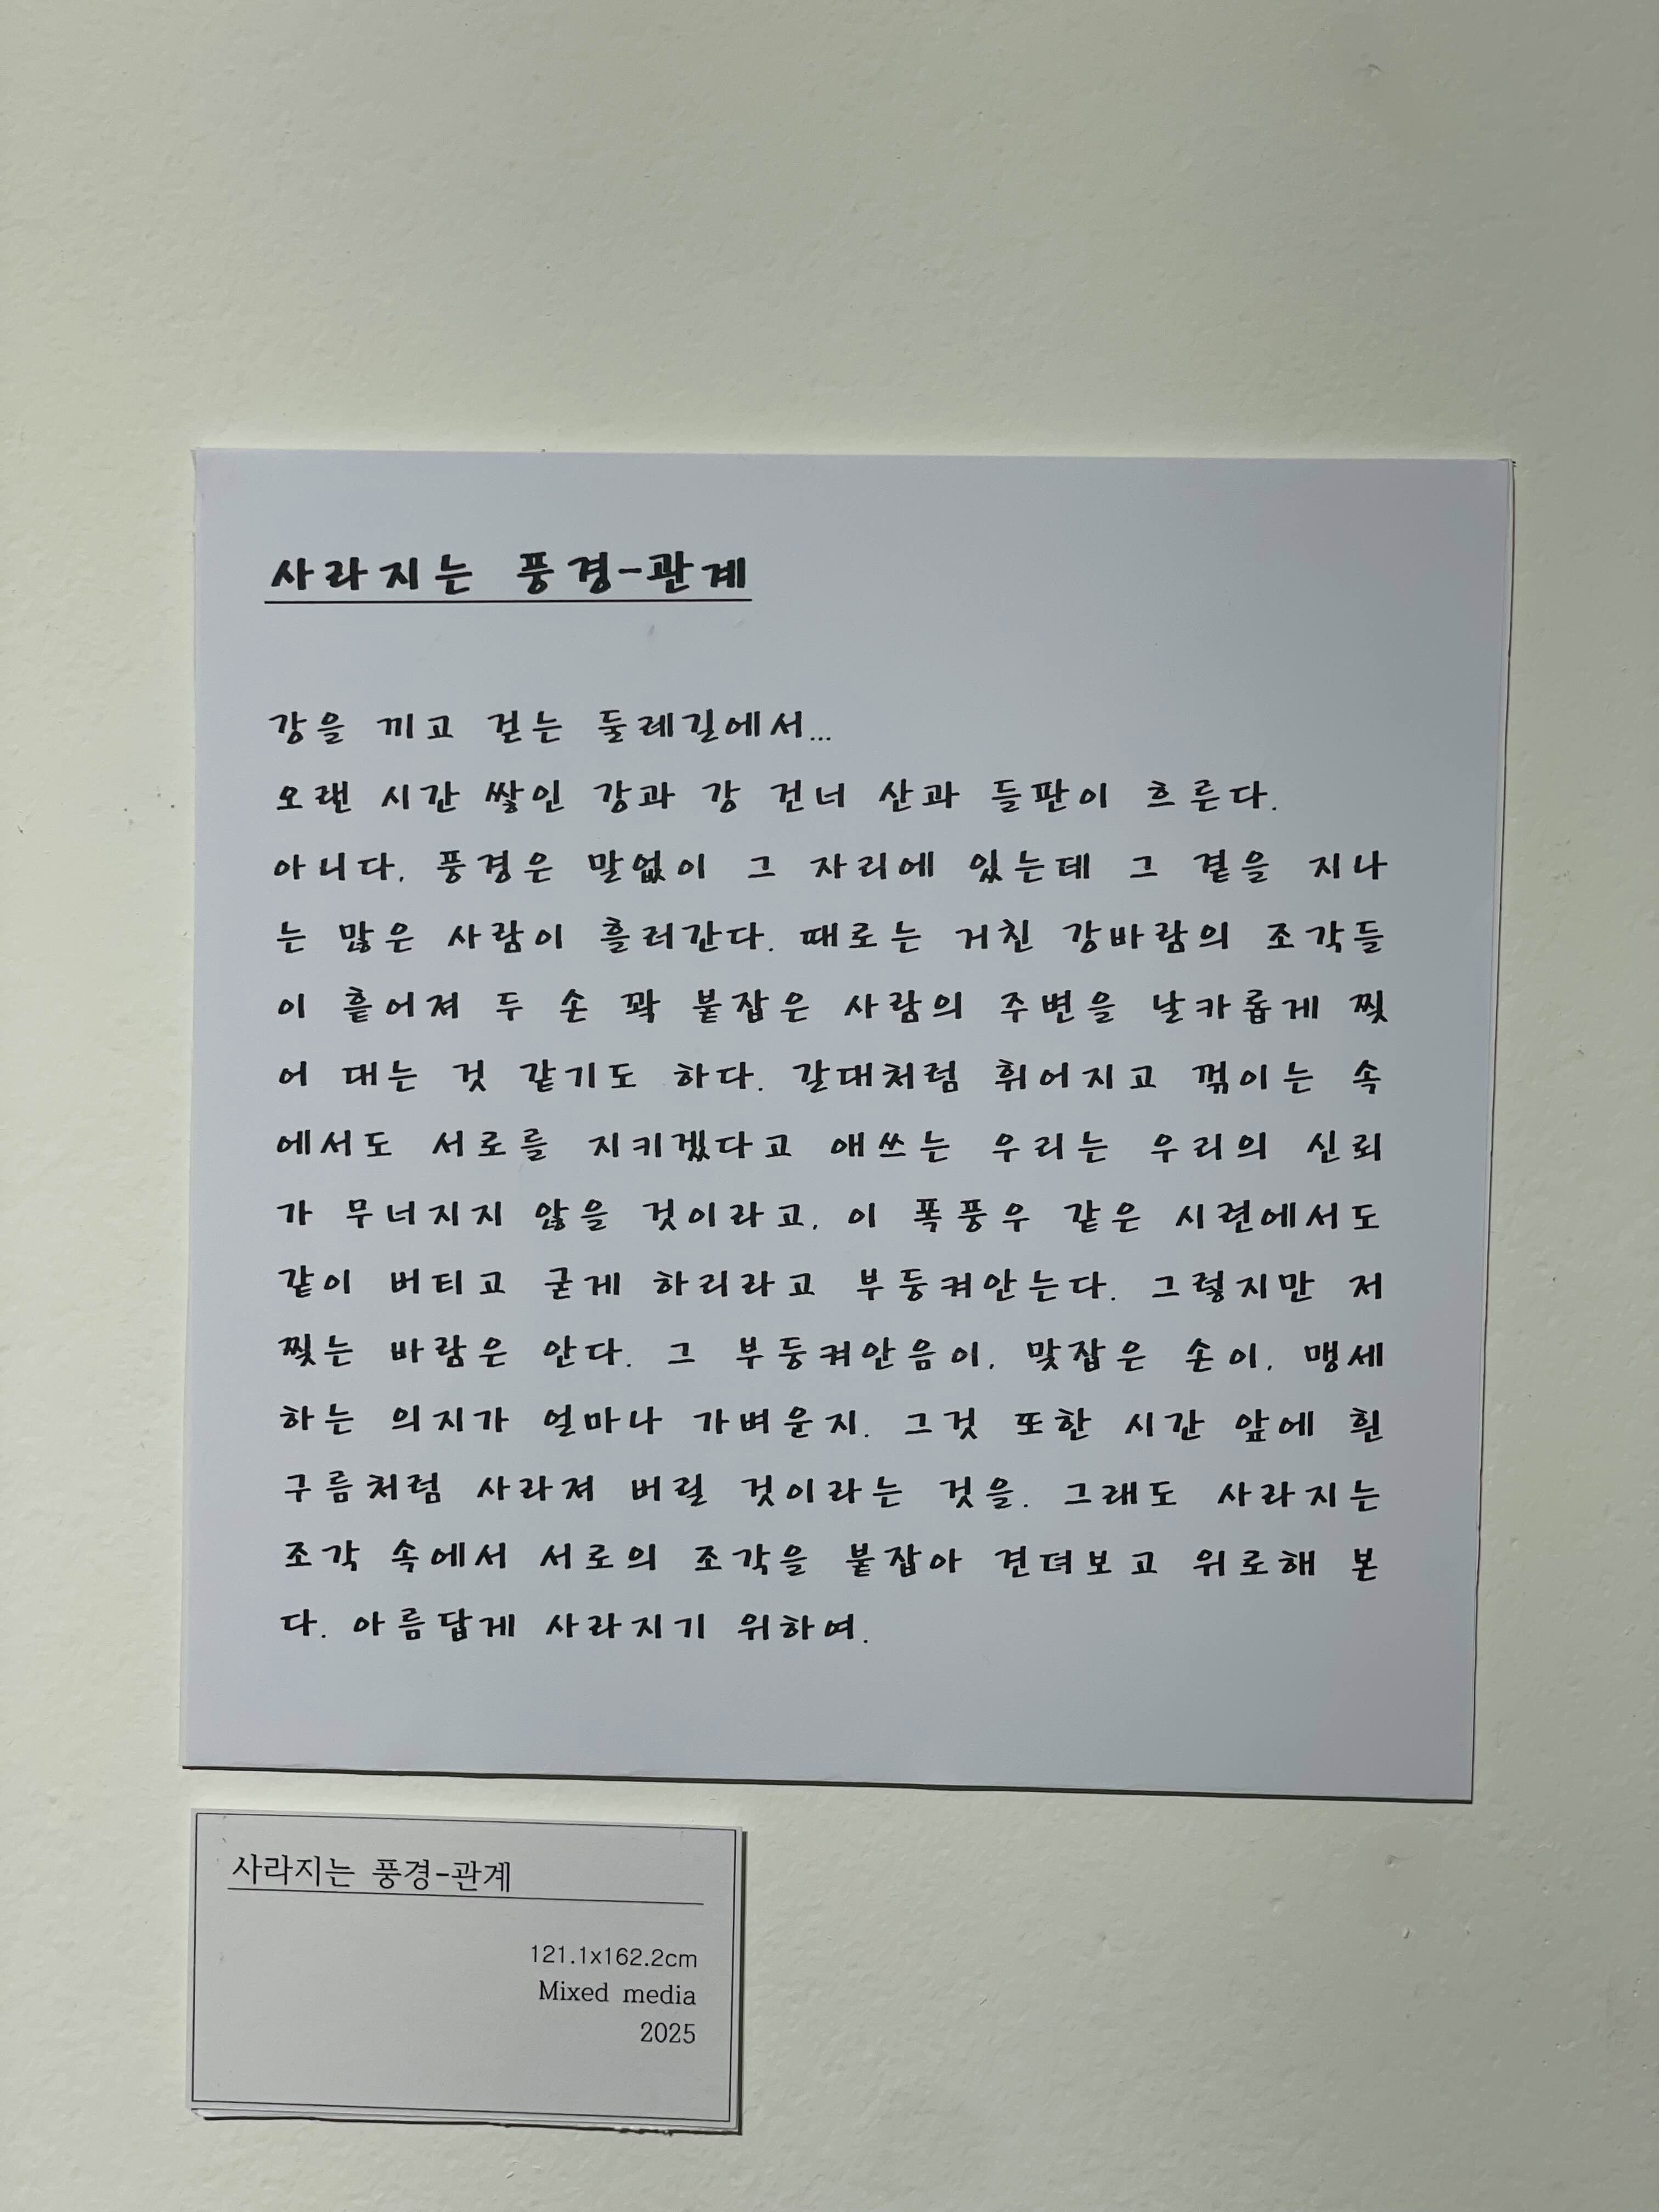 사라지는 풍경-관계
강을 끼고 걷는 둘레길에서...
오랜 시간 쌓인 강과 강 건너 산과 들판이 흐른다.
아니다, 풍경은 말없이 그 자리에 있는데 그 곁을 지나
는 많은 사람이 흘러간다. 때로는 거친 강바람의 조각들
이 흩어져 두 손 꽉 붙잡은 사람의 주변을 날카롭게 찢
어 대는 것 같기도 하다. 갈대처럼 휘어지고 꺾이는 속
에서도 서로를 지키겠다고 애쓰는 우리는 우리의 신뢰
가 무너지지 않을 것이라고, 이 폭풍우 같은 시련에서도
같이 버티고 굳게 하리라고 부둥켜안는다. 그렇지만 저
찢는 바람은 안다. 그 부둥켜안음이, 맞잡은 손이, 맹세
하는 의지가 얼마나 가벼운지. 그것 또한 시간 앞에 흰
구름처럼 사라져 버릴 것이라는 것을. 그래도 사라지는
조각 속에서 서로의 조각을 붙잡아 견뎌보고 위로해 본
다. 아름답게 사라지기 위하여.
사라지는 풍경-관계
121.1x162.2cm
Mixed media
2025